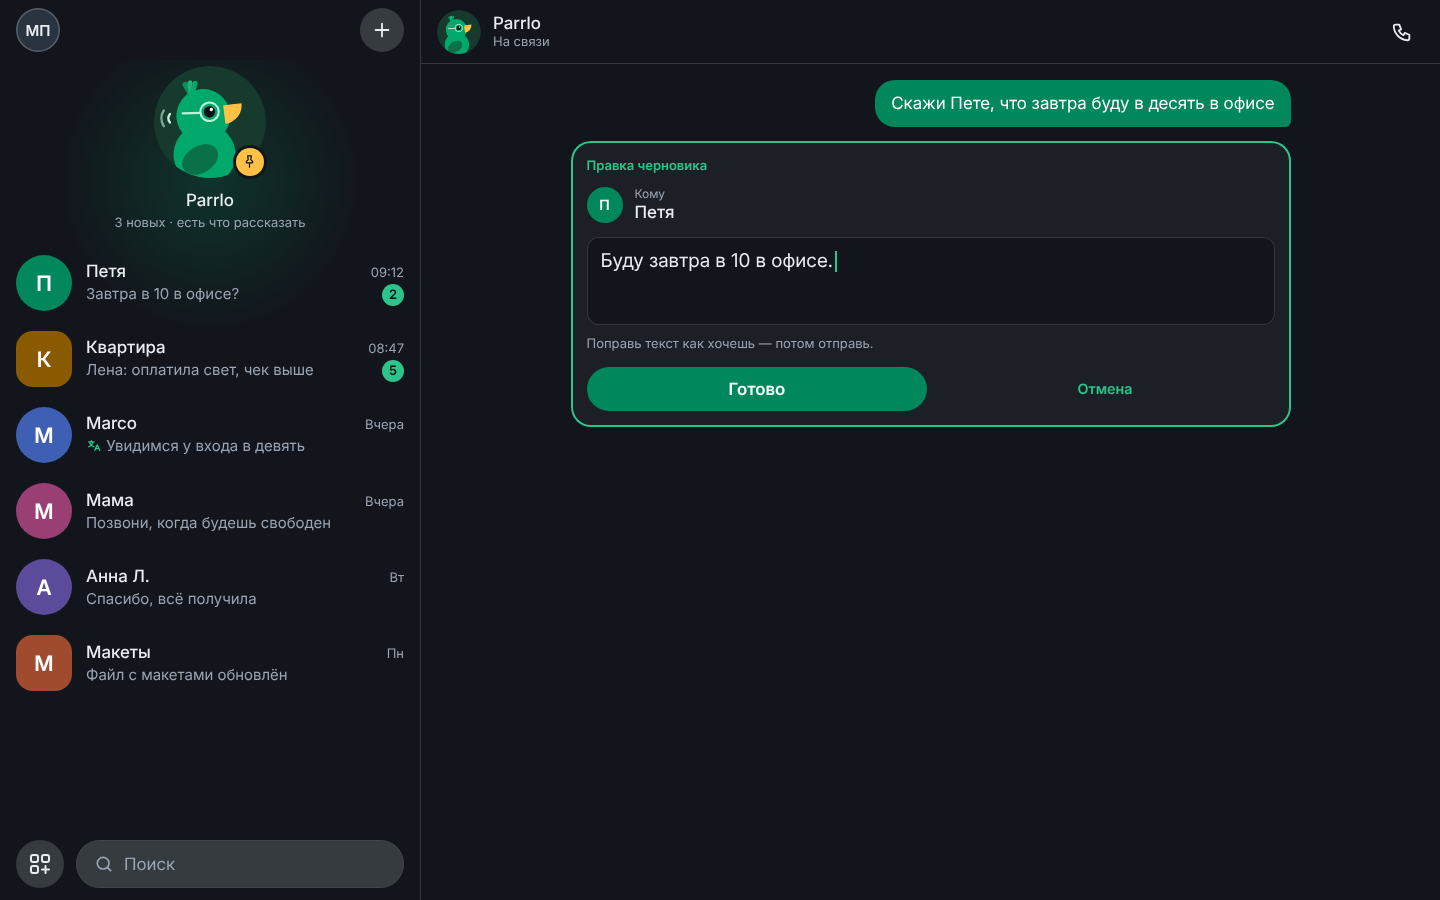 МП
Parrlo
3 новых · есть что рассказать
П
Петя
09:12
Завтра в 10 в офисе?
2
К
Квартира
08:47
Лена: оплатила свет, чек выше
5
M
Marco
Вчера
Увидимся у входа в девять
М
Мама
Вчера
Позвони, когда будешь свободен
А
Анна Л.
Вт
Спасибо, всё получила
М
Макеты
Пн
Файл с макетами обновлён
Поиск
Parrlo
На связи
Скажи Пете, что завтра буду в десять в офисе
Правка черновика
П
Кому
Петя
Буду завтра в 10 в офисе.
Поправь текст как хочешь — потом отправь.
Готово
Отмена